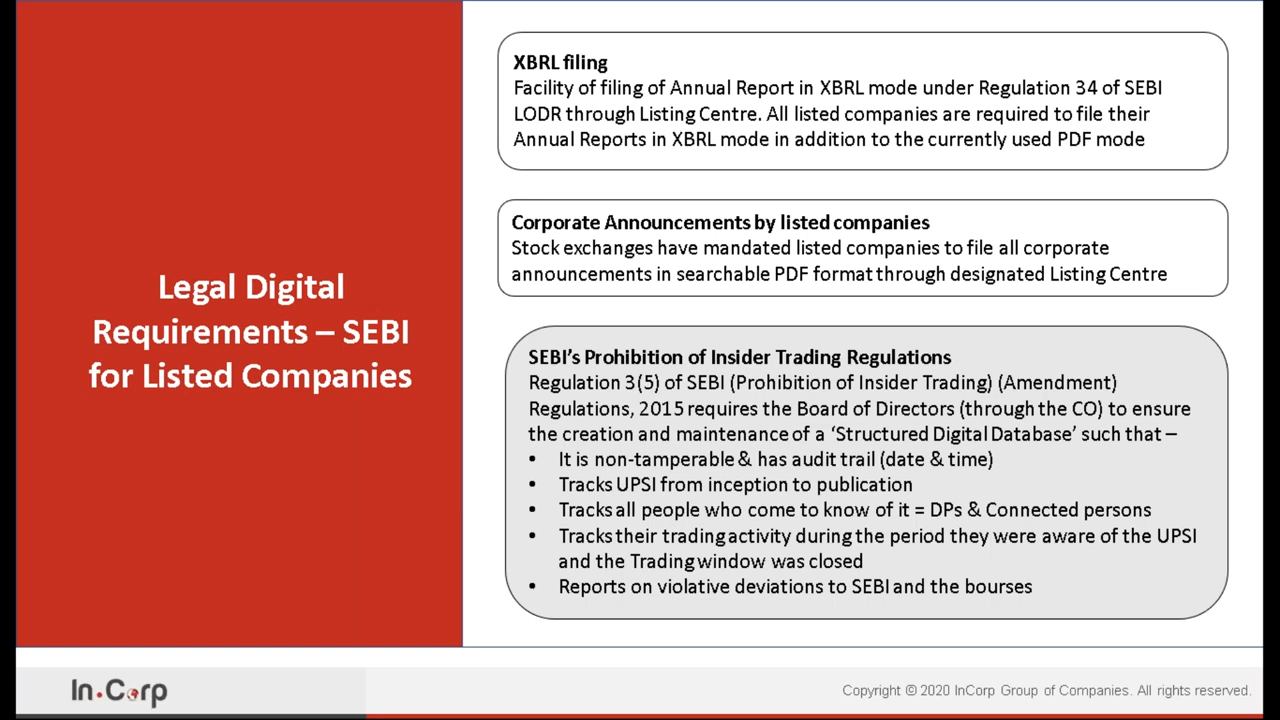 Legal Digital
Requirements – SEBI
for Listed Companies
XBRL filing
Facility of filing of Annual Report in XBRL mode under Regulation 34 of SEBI
LODR through Listing Centre. All listed companies are required to file their
Annual Reports in XBRL mode in addition to the currently used PDF mode
Corporate Announcements by listed companies
Stock exchanges have mandated listed companies to file all corporate
announcements in searchable PDF format through designated Listing Centre
SEBI’s Prohibition of Insider Trading Regulations
Regulation 3(5) of SEBI (Prohibition of Insider Trading) (Amendment)
Regulations, 2015 requires the Board of Directors (through the CO) to ensure
the creation and maintenance of a ‘Structured Digital Database’ such that –
• It is non-tamperable & has audit trail (date & time)
• Tracks UPSI from inception to publication
• Tracks all people who come to know of it = DPs & Connected persons
• Tracks their trading activity during the period they were aware of the UPSI
and the Trading window was closed
• Reports on violative deviations to SEBI and the bourses
In.Corp
Copyright © 2020 InCorp Group of Companies. All rights reserved.